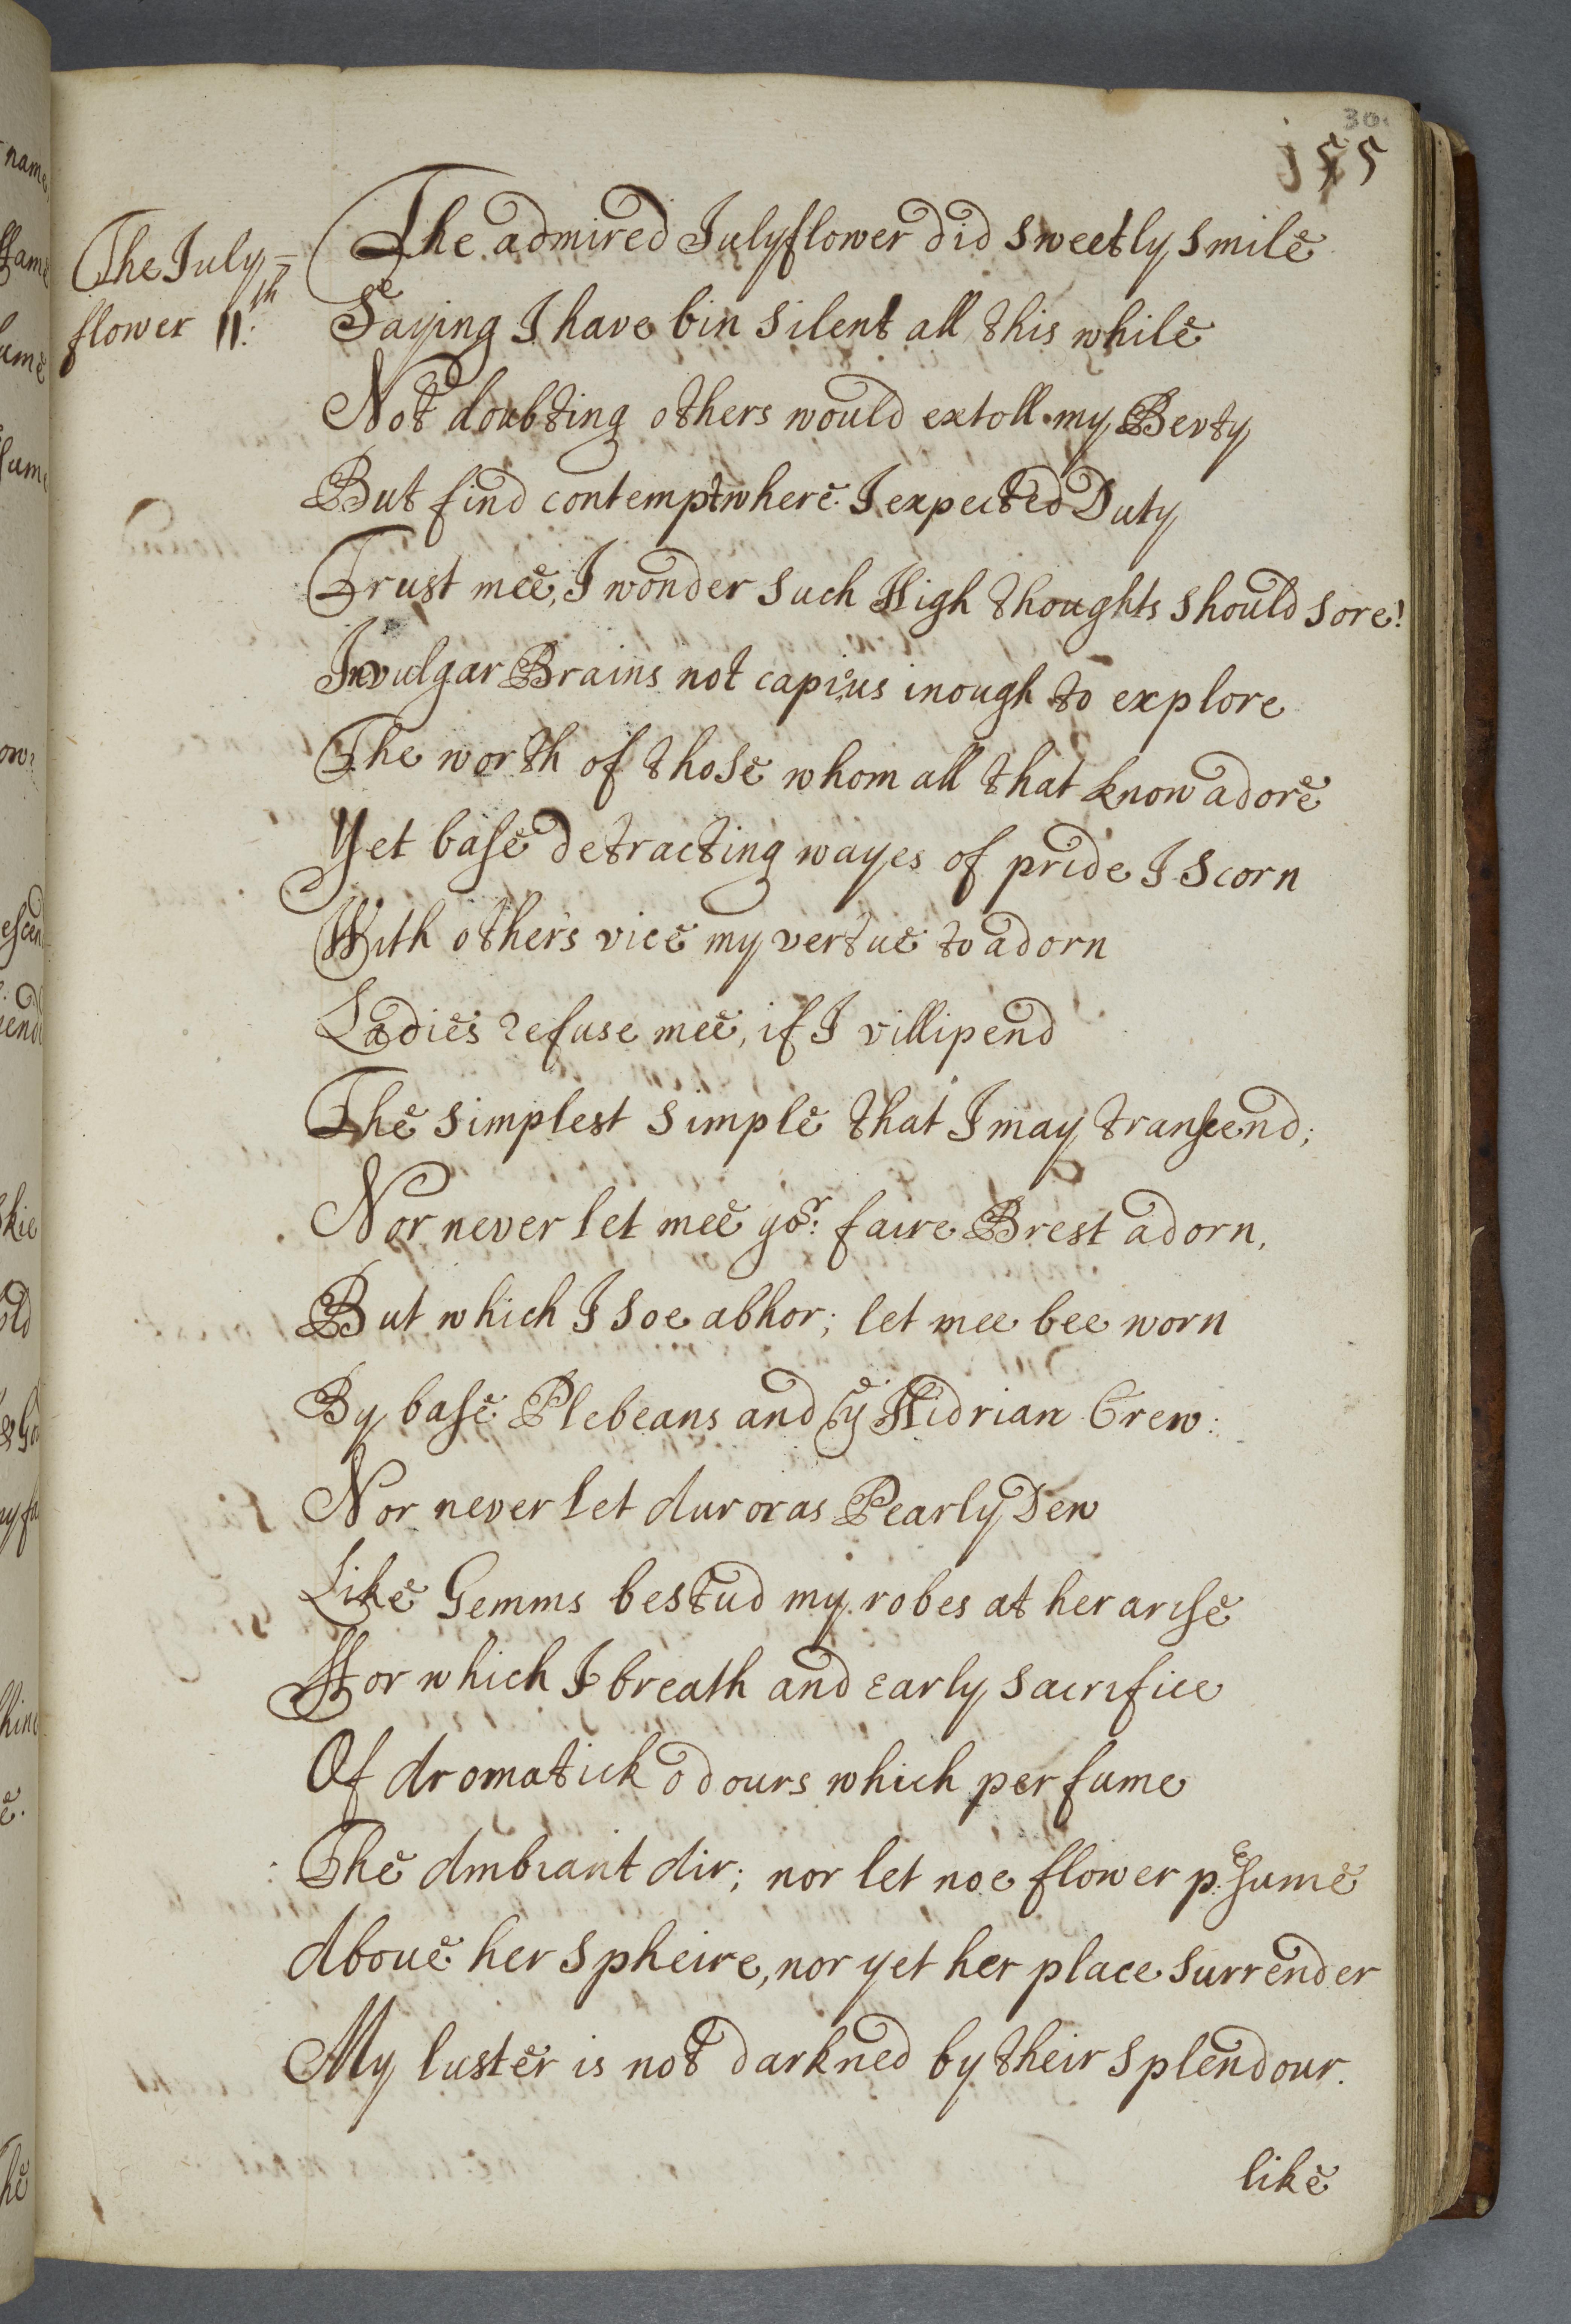 30
155
The July=
flower 11:th
The admired Julyflower did sweetly smile
Saying I have bin silent all this while
Not doubting others would extoll my Bevty
But find contempt where I expected Duty
Trust mee, I wonder such High thoughts should sore!
In vulgar Brains not capius inough to explore
The worth of those whom all that know adore
Yet base detracting wayes of pride I scorn
With others vice my vertue to adorn
Ladies refuse mee, if I villipend
The simplest simple that I may transcend;
Nor never let mee yor: faire Brest adorn,
But which I soe abhor; let mee bee worn
By base Plebeans and ye Hidrian Crew:
Nor never let Auroras Pearly Dew
Like Gemms bestud my robes at her arise
For which I breath and early sacrifice
Of Aromatick odours which perfume
The Ambiant Air; nor let noe flower p:esume
Aboue her spheire, nor yet her place surrender
My luster is not darkned by their splendour.
like